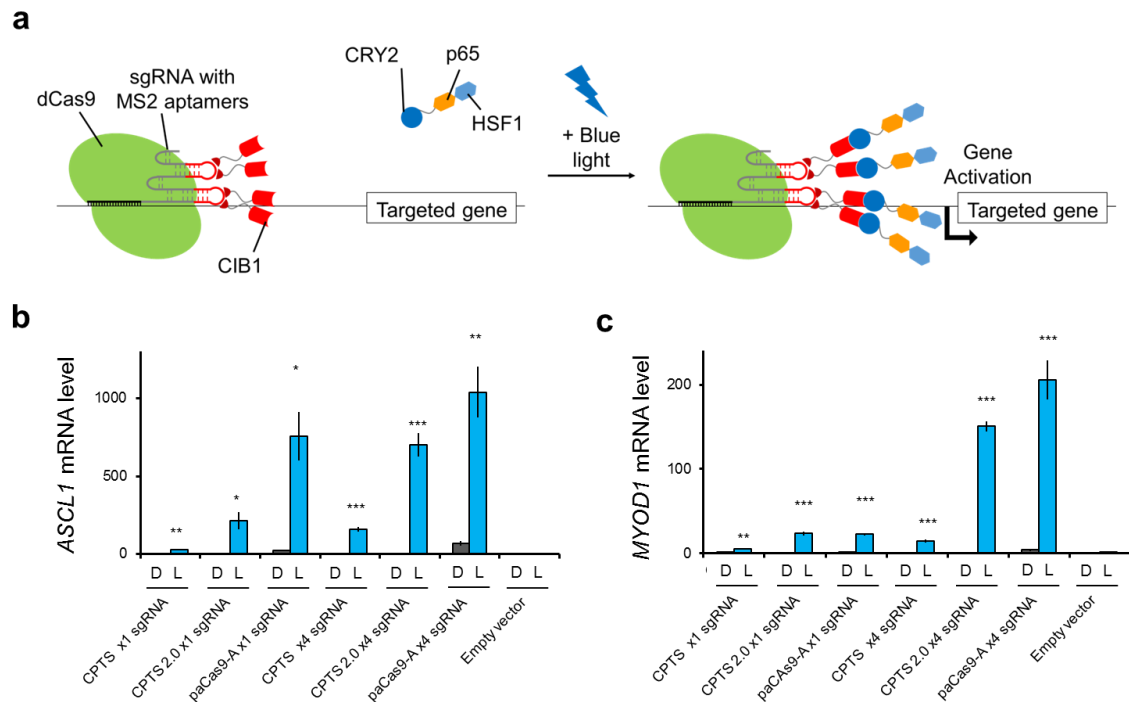 a
dCas9
sgRNA with
MS2 aptamers
CRY2
p65
HSF1
+ Blue
light
CIB1
Targeted gene
Gene
Activation
Targeted gene
b
ASCL1 mRNA level
1000
500
0
**
*
*
***
***
**
D L D L D L D L D L D L D L
CPTS x1 sgRNA
CPTS 2.0 x1 sgRNA
paCas9-A x1 sgRNA
CPTS x4 sgRNA
CPTS 2.0 x4 sgRNA
paCas9-A x4 sgRNA
Empty vector
c
MYOD1 mRNA level
200
100
0
**
***
***
***
***
***
D L D L D L D L D L D L D L
CPTS x1 sgRNA
CPTS 2.0 x1 sgRNA
paCAs9-A x1 sgRNA
CPTS x4 sgRNA
CPTS 2.0 x4 sgRNA
paCas9-A x4 sgRNA
Empty vector